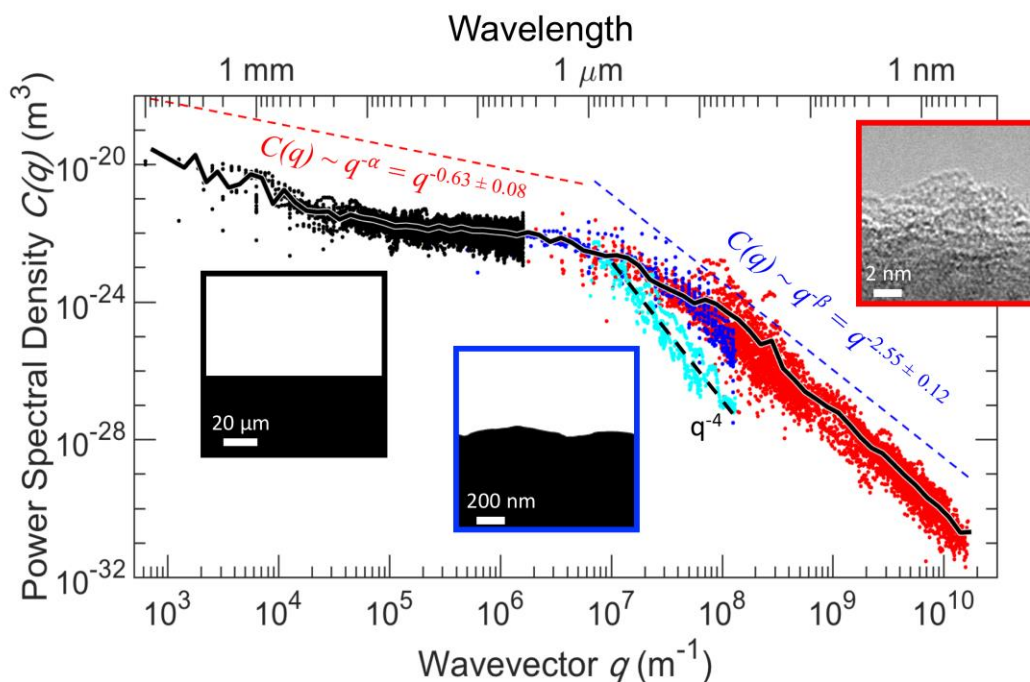 Wavelength
1 mm
1 μm
1 nm
Power Spectral Density C(q) (m³)
10⁻²⁰
10⁻²⁴
10⁻²⁸
10⁻³²
C(q) ~ q^-α = q^-0.63 ± 0.08
C(q) ~ q^-β = q^-2.55 ± 0.12
2 nm
20 μm
200 nm
q⁻⁴
10³
10⁴
10⁵
10⁶
10⁷
10⁸
10⁹
10¹⁰
Wavevector q (m⁻¹)